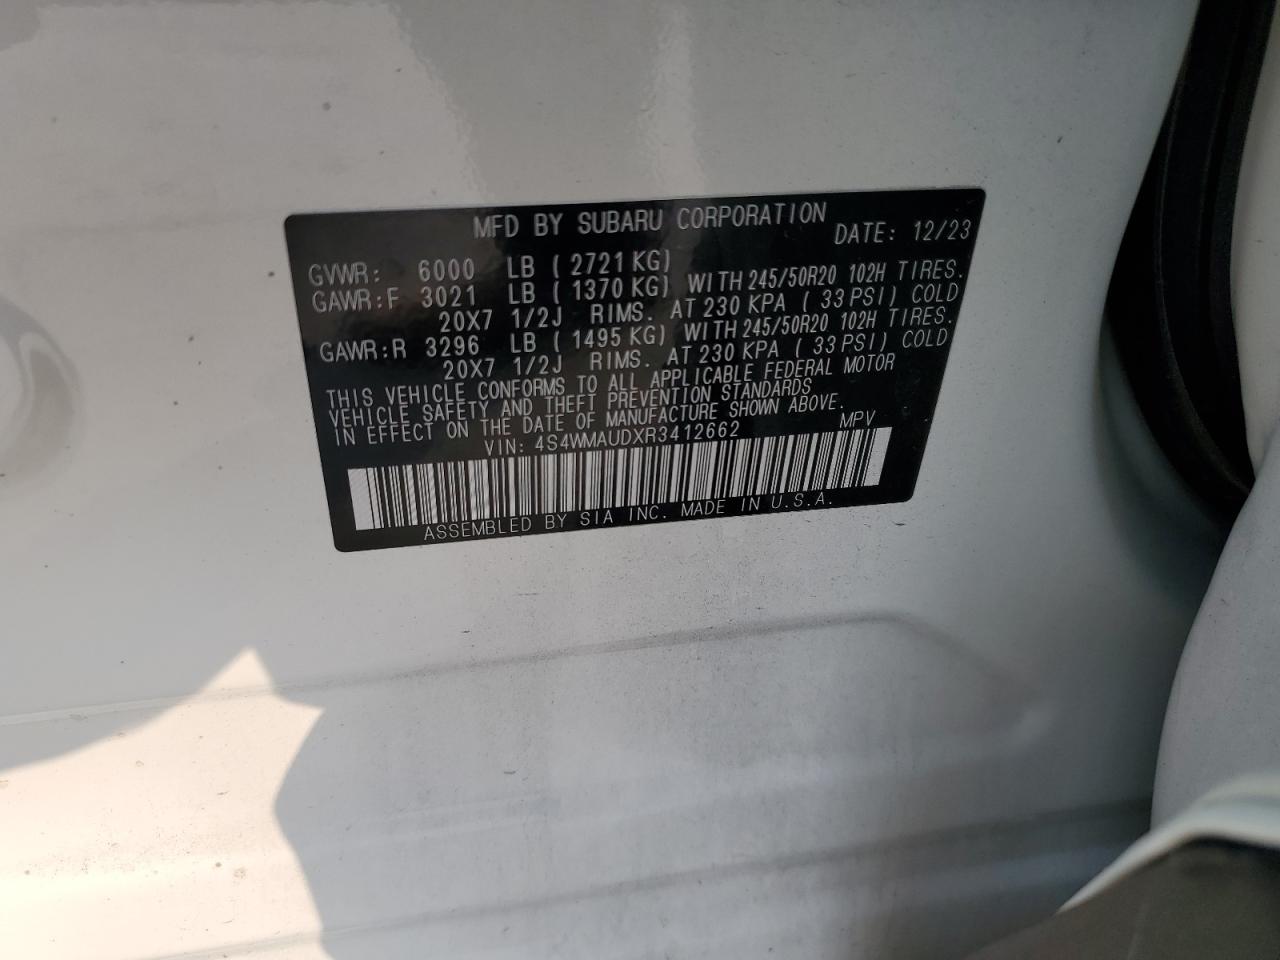 MFD BY SUBARU CORPORATION DATE: 12/23
GVWR: 6000 LB ( 2721 KG)
GAWR:F 3021 LB ( 1370 KG) WITH 245/50R20 102H TIRES.
20X7 1/2J RIMS. AT 230 KPA ( 33 PSI) COLD
GAWR:R 3296 LB ( 1495 KG) WITH 245/50R20 102H TIRES.
20X7 1/2J RIMS. AT 230 KPA ( 33 PSI) COLD
THIS VEHICLE CONFORMS TO ALL APPLICABLE FEDERAL MOTOR
VEHICLE SAFETY AND THEFT PREVENTION STANDARDS
IN EFFECT ON THE DATE OF MANUFACTURE SHOWN ABOVE.
VIN: 4S4WMAUDXR3412662 MPV
ASSEMBLED BY SIA INC. MADE IN U.S.A.